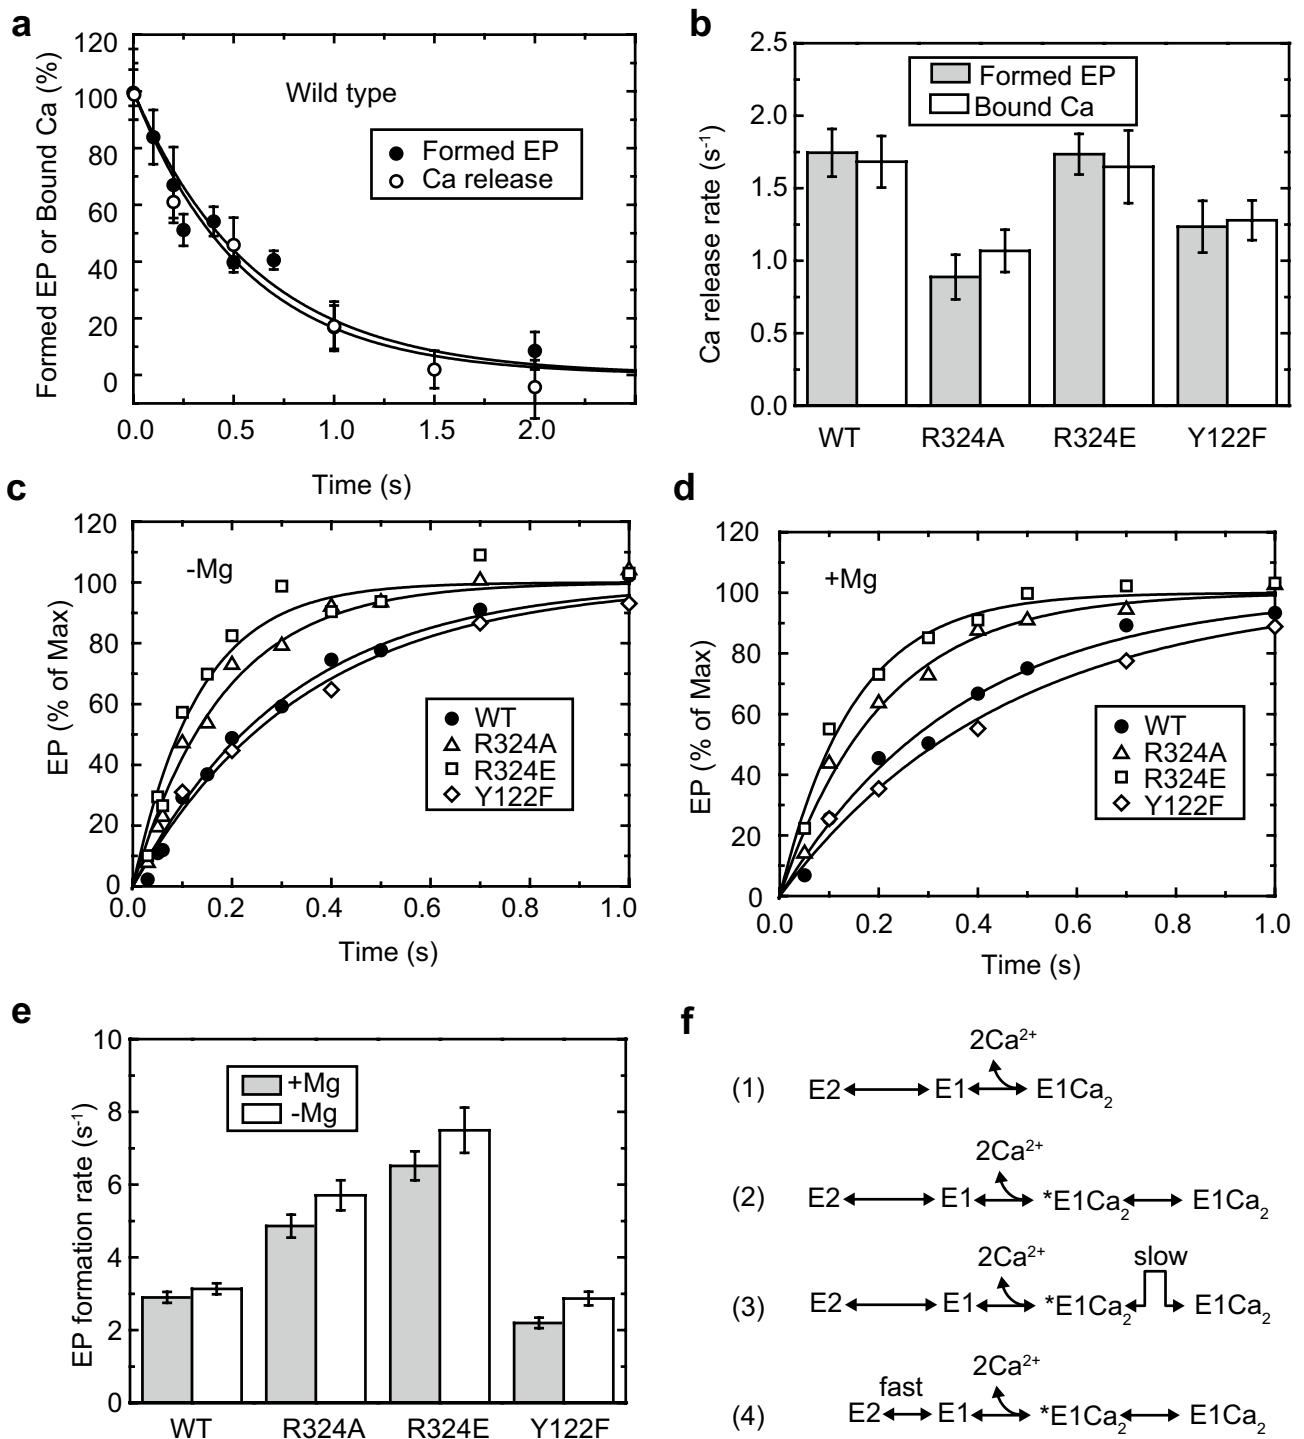 a
Formed EP or Bound Ca (%)
120
100
80
60
40
20
0
Wild type
Formed EP
Ca release
0.0 0.5 1.0 1.5 2.0
Time (s)
b
Ca release rate (s-1)
2.5
2.0
1.5
1.0
0.5
0.0
Formed EP
Bound Ca
WT R324A R324E Y122F
c
EP (% of Max)
120
100
80
60
40
20
0
-Mg
WT
R324A
R324E
Y122F
0.0 0.2 0.4 0.6 0.8 1.0
Time (s)
d
EP (% of Max)
120
100
80
60
40
20
0
+Mg
WT
R324A
R324E
Y122F
0.0 0.2 0.4 0.6 0.8 1.0
Time (s)
e
EP formation rate (s-1)
10
8
6
4
2
0
+Mg
-Mg
WT R324A R324E Y122F
f
2Ca2+
(1) E2 E1 E1Ca2
2Ca2+
(2) E2 E1 *E1Ca2 E1Ca2
2Ca2+ slow
(3) E2 E1 *E1Ca2 E1Ca2
fast 2Ca2+
(4) E2 E1 *E1Ca2 E1Ca2